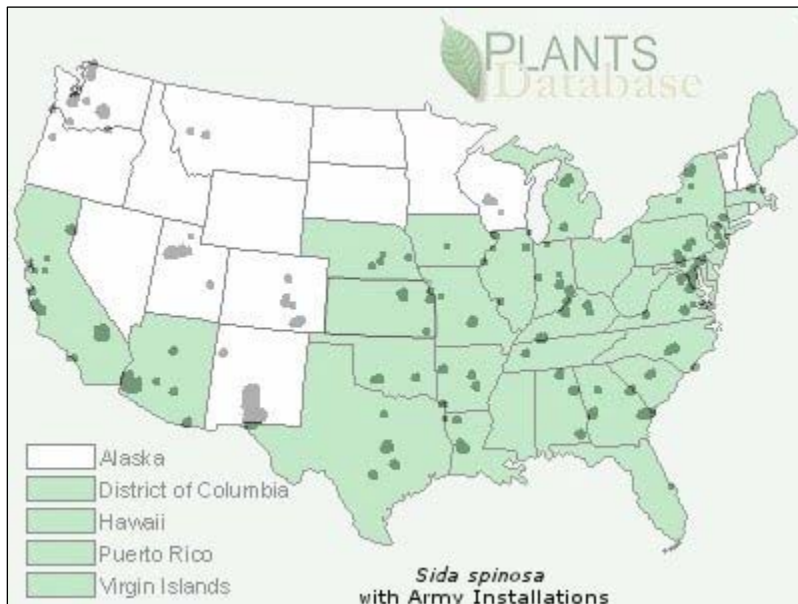 PLANTS
Database
Alaska
District of Columbia
Hawaii
Puerto Rico
Virgin Islands
Sida spinosa
with Army Installations